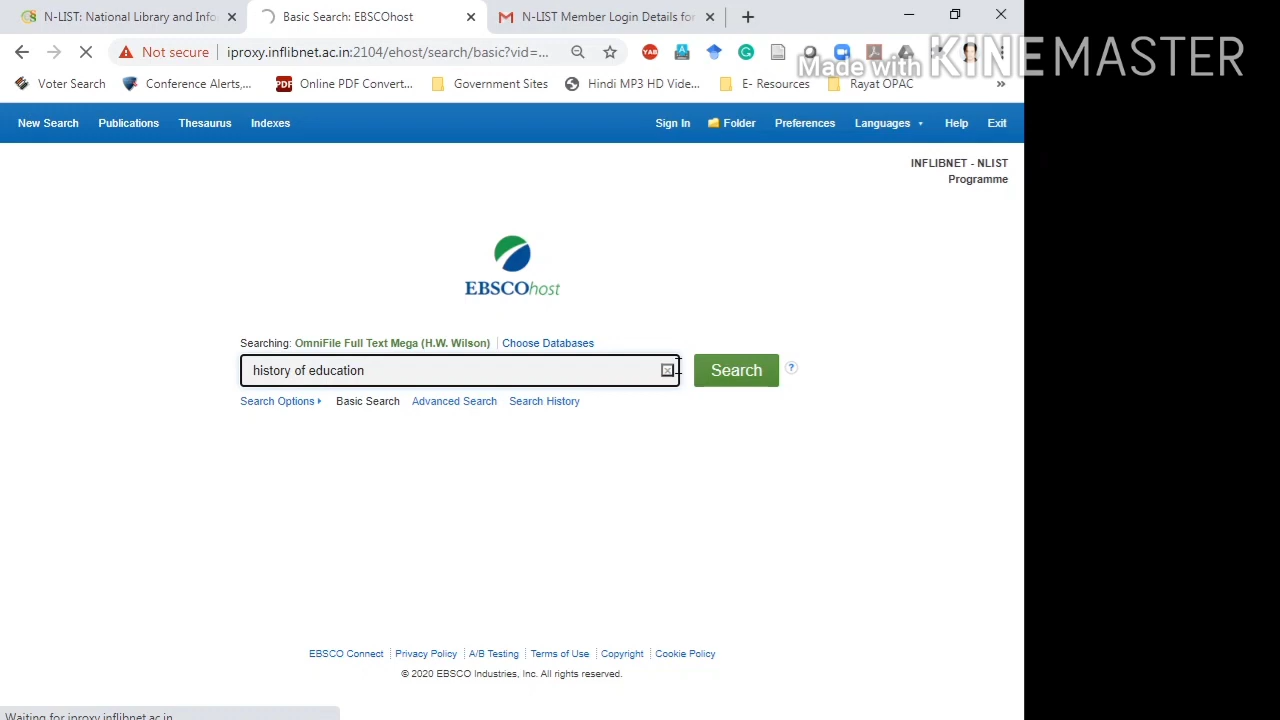 N-LIST: National Library and Info
Basic Search: EBSCOhost
N-LIST Member Login Details for
Not secure
iproxy.inflibnet.ac.in:2104/ehost/search/basic?vid=...
Made with KINEMASTER
Voter Search
Conference Alerts,...
PDF
Online PDF Convert...
Government Sites
Hindi MP3 HD Vide...
E- Resources
Rayat OPAC
»
New Search Publications Thesaurus Indexes
Sign In Folder Preferences Languages Help Exit
INFLIBNET - NLIST
Programme
EBSCOhost
Searching: OmniFile Full Text Mega (H.W. Wilson) Choose Databases
history of education
Search
?
Search Options Basic Search Advanced Search Search History
EBSCO Connect Privacy Policy A/B Testing Terms of Use Copyright Cookie Policy
© 2020 EBSCO Industries, Inc. All rights reserved.
Waiting for iproxy.inflibnet.ac.in